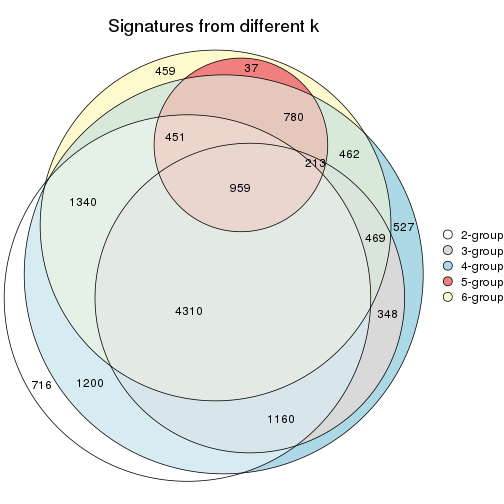 Signatures from different k
459
37
780
451
213
462
959
1340
527
469
4310
348
716
1200
1160
2-group
3-group
4-group
5-group
6-group